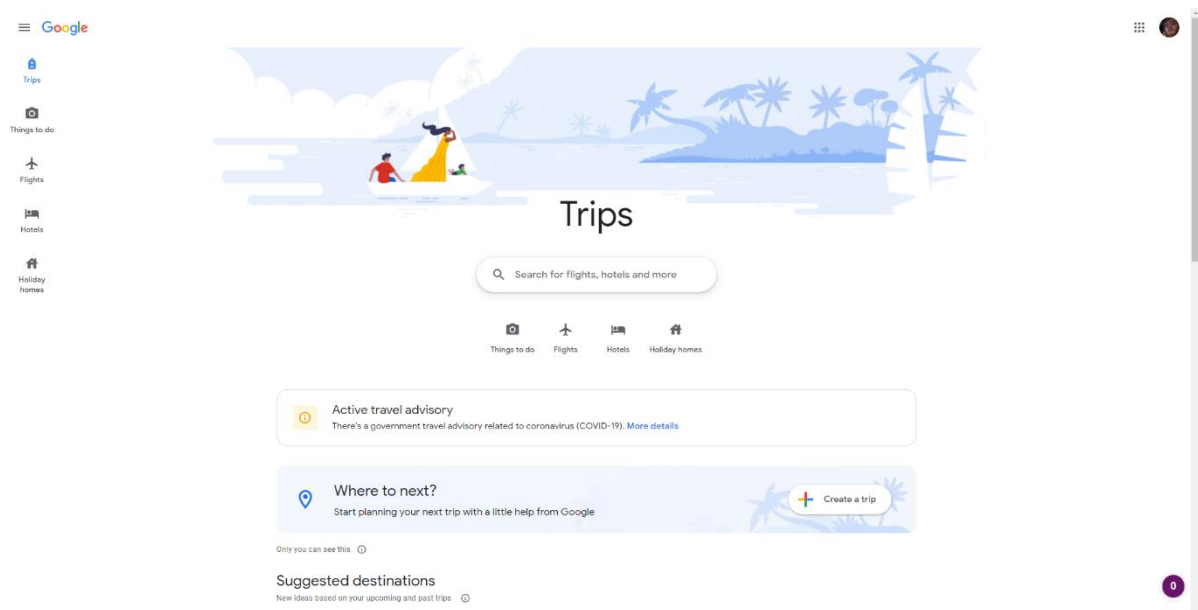 Google
Trips
Things to do
Flights
Hotels
Holiday
homes
Trips
Search for flights, hotels and more
Things to do Flights Hotels Holiday homes
Active travel advisory
There's a government travel advisory related to coronavirus (COVID-19). More details
Where to next?
Start planning your next trip with a little help from Google
Create a trip
Only you can see this
Suggested destinations
New ideas based on your upcoming and past trips
0